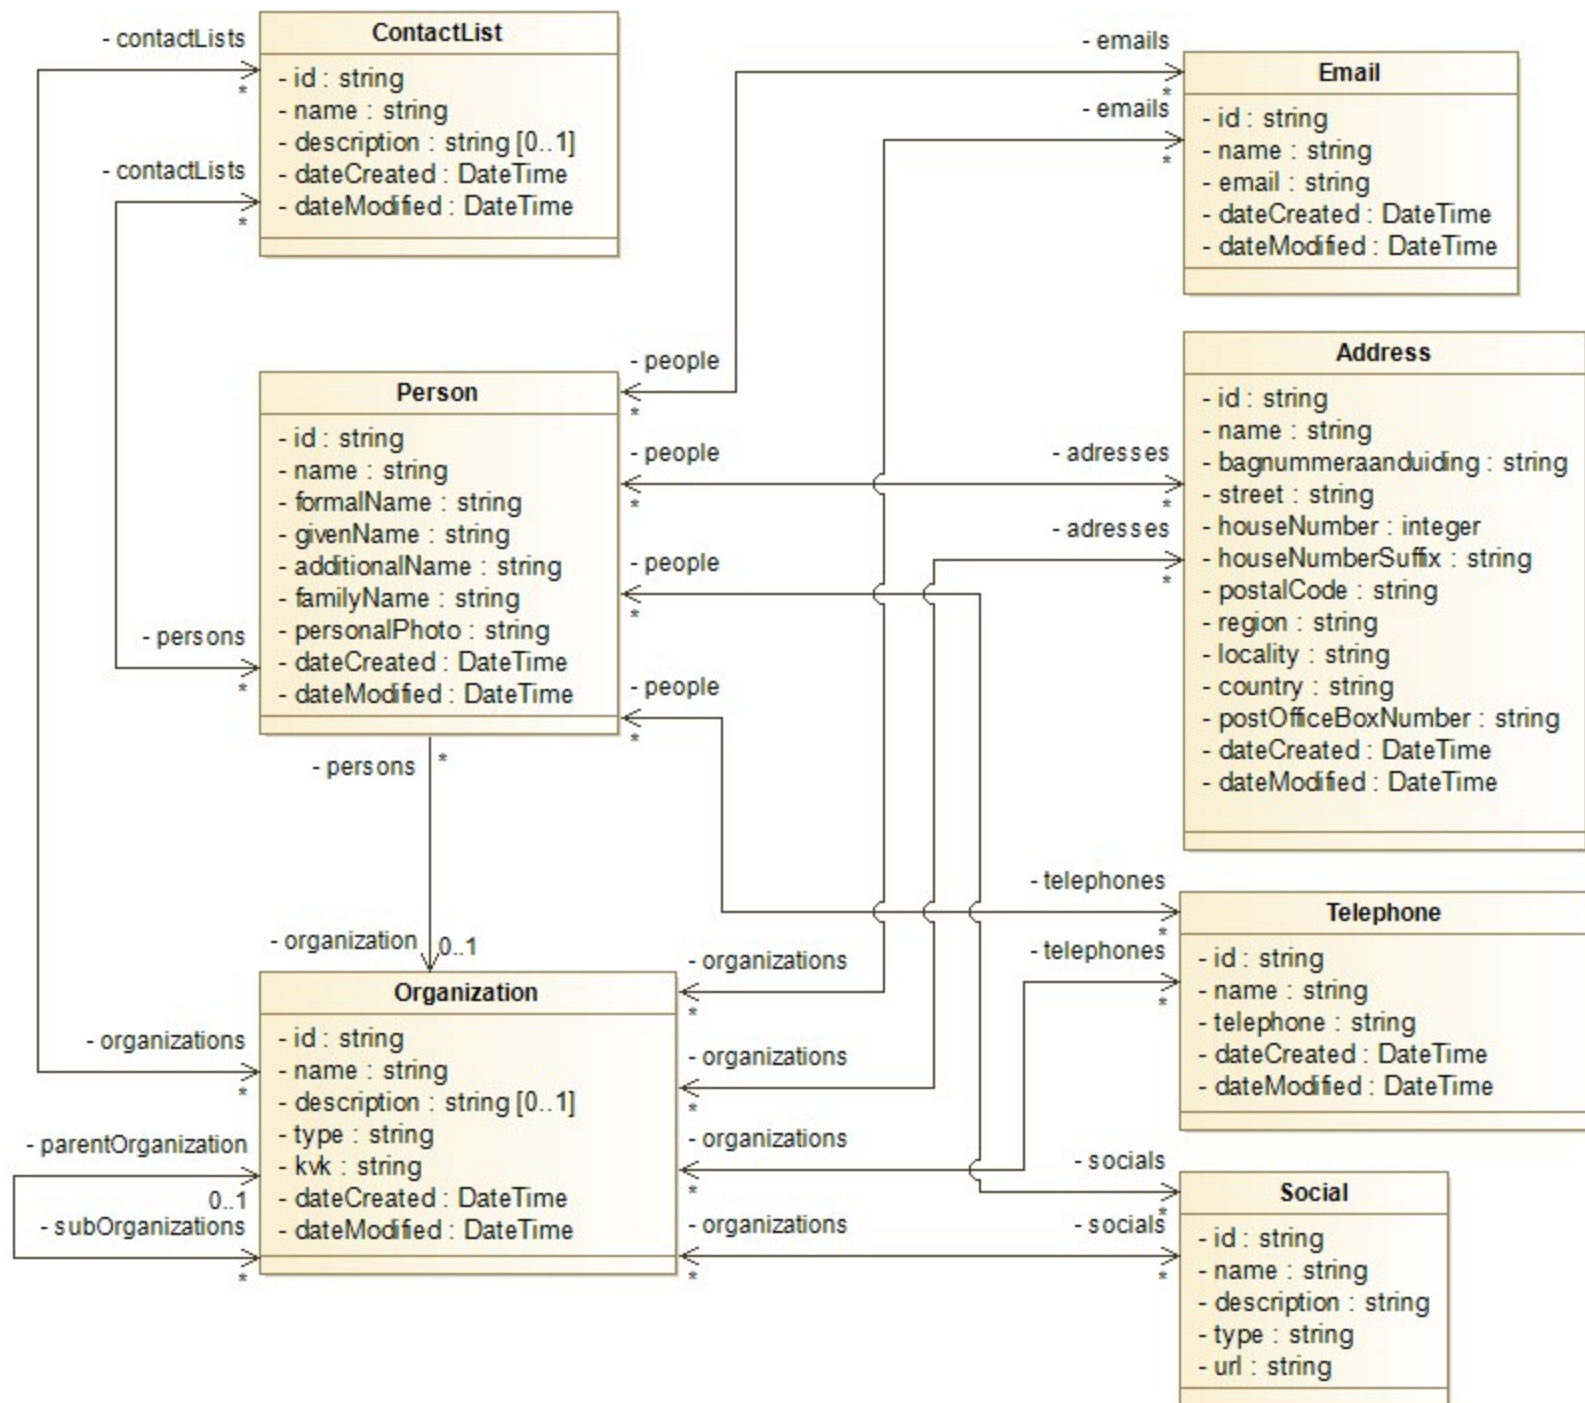 - contactLists
*
ContactList
- id : string
- name : string
- description : string [0..1]
- dateCreated : DateTime
- dateModified : DateTime
- contactLists
*
- emails
*
- emails
*
Email
- id : string
- name : string
- email : string
- dateCreated : DateTime
- dateModified : DateTime
Person
- id : string
- name : string
- formalName : string
- givenName : string
- additionalName : string
- familyName : string
- personalPhoto : string
- dateCreated : DateTime
- dateModified : DateTime
- persons
*
- people
*
- people
*
- people
*
- people
*
- adresses
*
- adresses
*
Address
- id : string
- name : string
- bagnummeraanduiding : string
- street : string
- houseNumber : integer
- houseNumberSuffix : string
- postalCode : string
- region : string
- locality : string
- country : string
- postOfficeBoxNumber : string
- dateCreated : DateTime
- dateModified : DateTime
- persons
*
- organization
0..1
- telephones
*
- telephones
*
Telephone
- id : string
- name : string
- telephone : string
- dateCreated : DateTime
- dateModified : DateTime
Organization
- id : string
- name : string
- description : string [0..1]
- type : string
- kvk : string
- dateCreated : DateTime
- dateModified : DateTime
- organizations
*
- parentOrganization
0..1
- subOrganizations
*
- organizations
*
- organizations
*
- organizations
*
- organizations
*
- socials
*
- socials
*
Social
- id : string
- name : string
- description : string
- type : string
- url : string